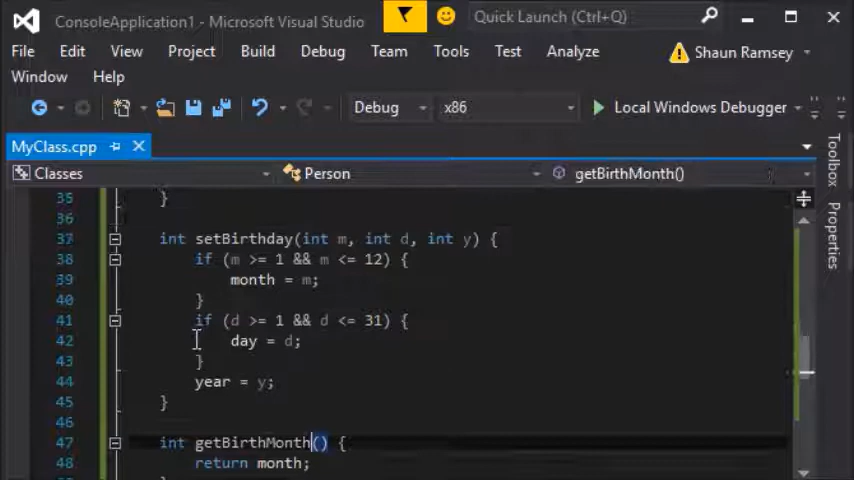 ConsoleApplication1 - Microsoft Visual Studio
Quick Launch (Ctrl+Q)
File Edit View Project Build Debug Team Tools Test Analyze Shaun Ramsey
Window Help
Debug x86 Local Windows Debugger
MyClass.cpp
Classes Person getBirthMonth()
Toolbox
Properties
35 }
36
37 int setBirthday(int m, int d, int y) {
38 if (m >= 1 && m <= 12) {
39 month = m;
40 }
41 if (d >= 1 && d <= 31) {
42 day = d;
43 }
44 year = y;
45 }
46
47 int getBirthMonth() {
48 return month;